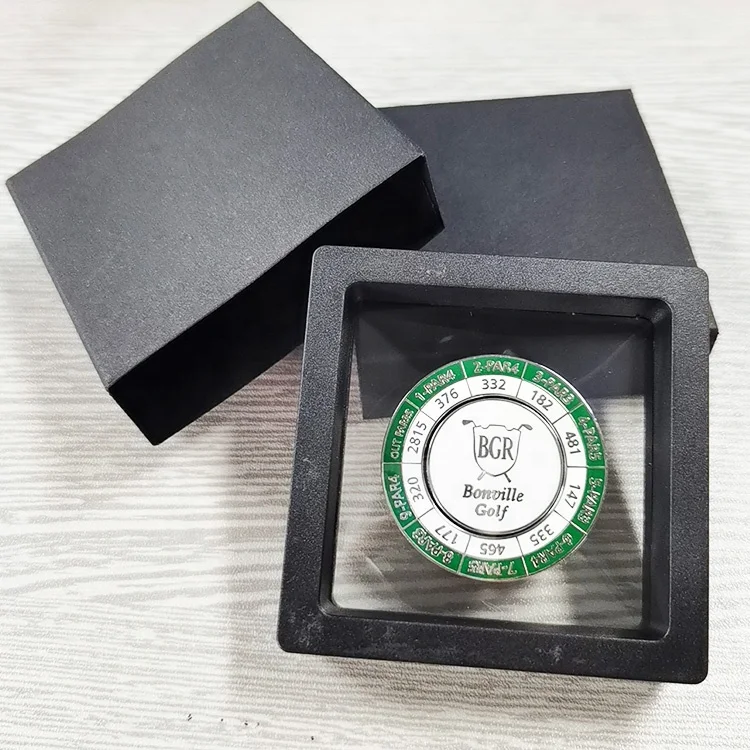 BGR
Bonville
Golf
1-PAR4
376
2-PAR4
332
3-PAR3
182
4-PAR5
481
5-PAR3
147
6-PAR4
335
7-PAR5
465
8-PAR3
177
9-PAR4
320
OUT PAR35
2815